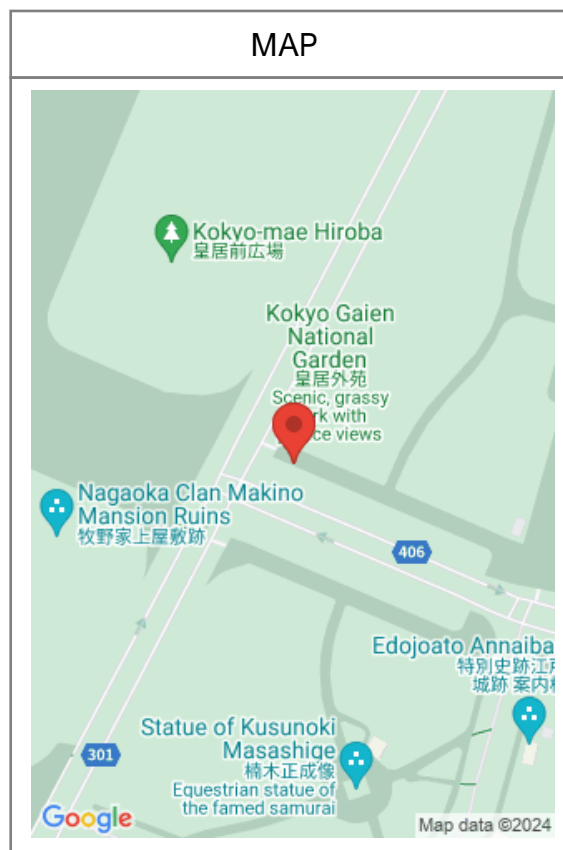 MAP
Kokyo-mae Hiroba
皇居前広場
Kokyo Gaien
National
Garden
皇居外苑
Scenic, grassy
with
views
Nagaoka Clan Makino
Mansion Ruins
牧野家上屋敷跡
406
Edojoato Annaiba
特別史跡江戸
城跡 案内板
Statue of Kusunoki
Masashige
楠木正成像
Equestrian statue of
the famed samurai
301
Google
Map data ©2024